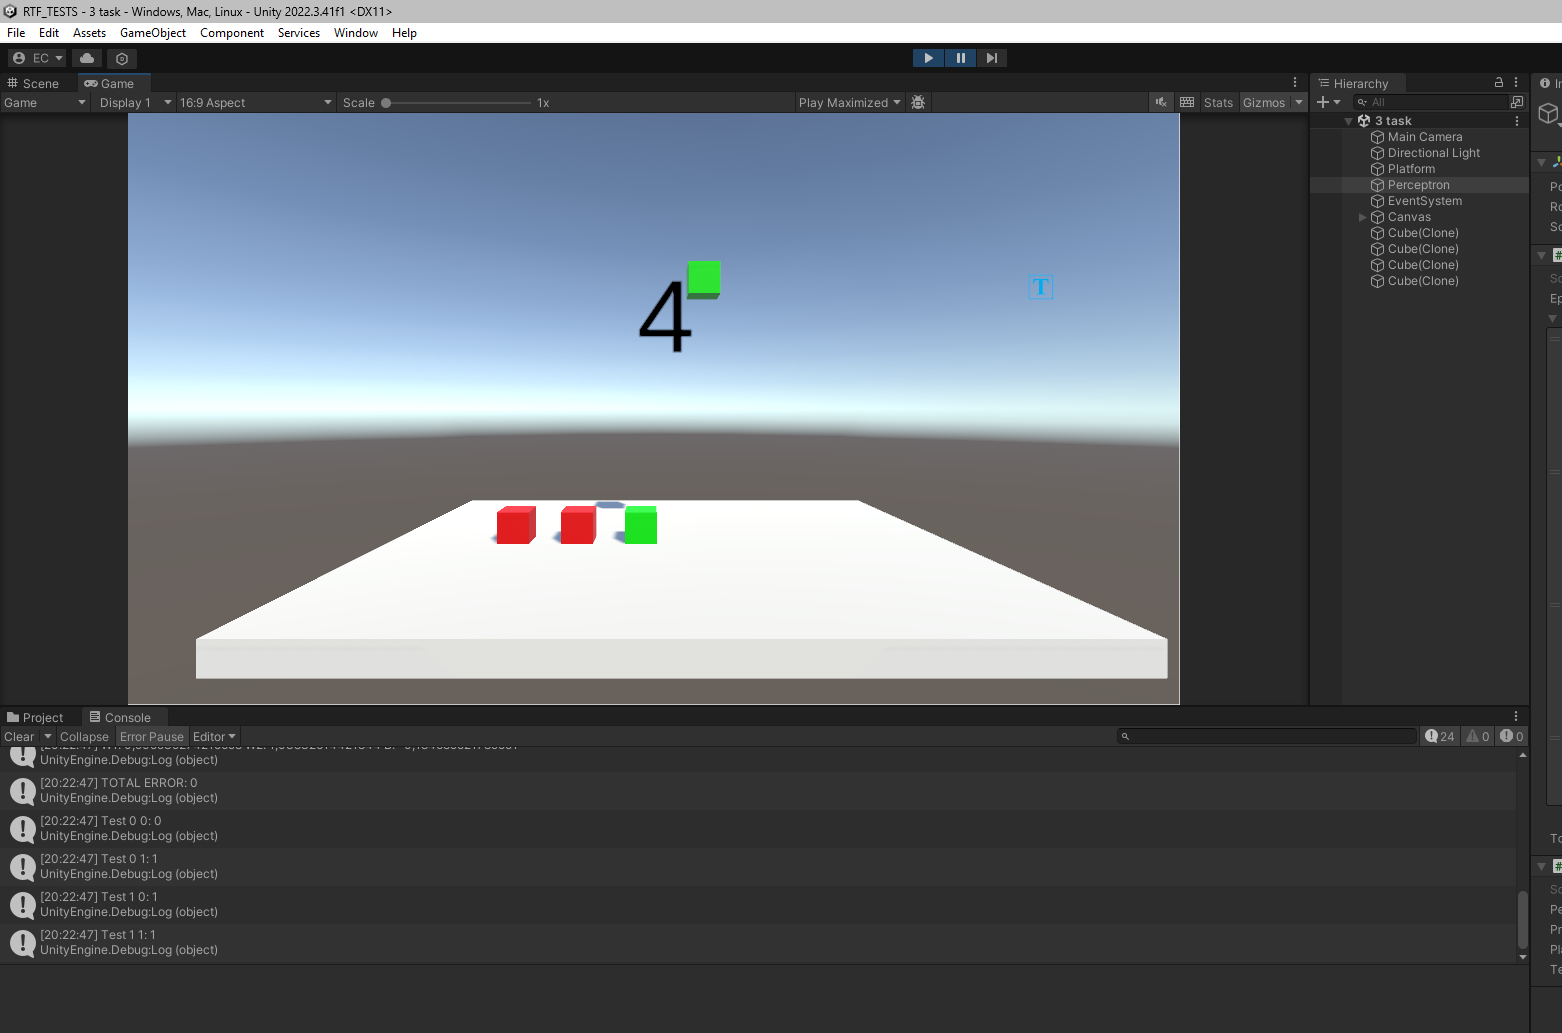 RTF_TESTS - 3 task - Windows, Mac, Linux - Unity 2022.3.41f1 <DX11>
File Edit Assets GameObject Component Services Window Help
EC
Scene Game
Game Display 1 16:9 Aspect Scale 1x Play Maximized Stats Gizmos
4
T
Hierarchy
All
3 task
Main Camera
Directional Light
Platform
Perceptron
EventSystem
Canvas
Cube(Clone)
Cube(Clone)
Cube(Clone)
Cube(Clone)
Project Console
Clear Collapse Error Pause Editor 24 0 0
UnityEngine.Debug:Log (object)
[20:22:47] TOTAL ERROR: 0
UnityEngine.Debug:Log (object)
[20:22:47] Test 0 0: 0
UnityEngine.Debug:Log (object)
[20:22:47] Test 0 1: 1
UnityEngine.Debug:Log (object)
[20:22:47] Test 1 0: 1
UnityEngine.Debug:Log (object)
[20:22:47] Test 1 1: 1
UnityEngine.Debug:Log (object)